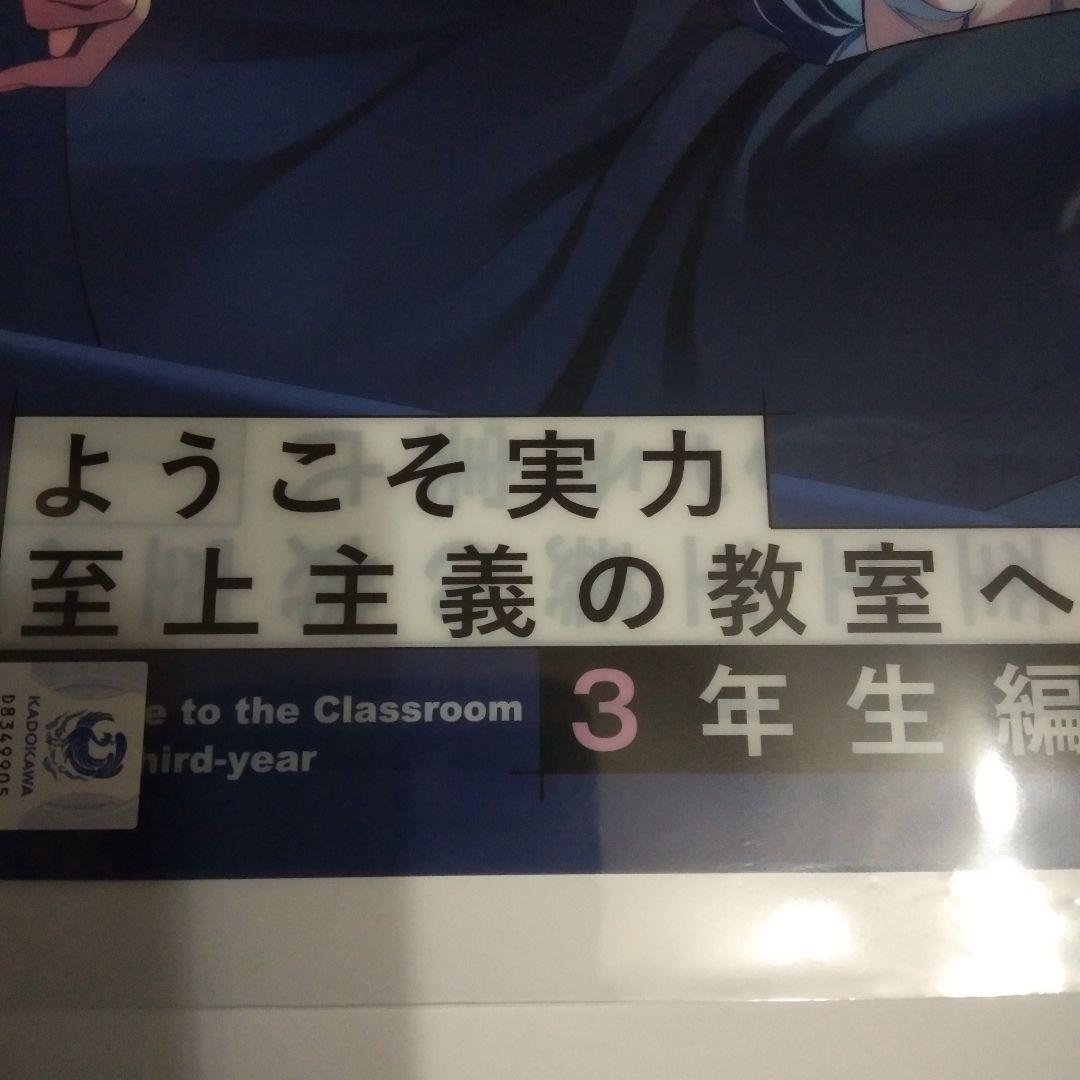 ようこそ実力
至上主義の教室へ
e to the Classroom
hird-year
3年生編
KADOKAWA
D8349905